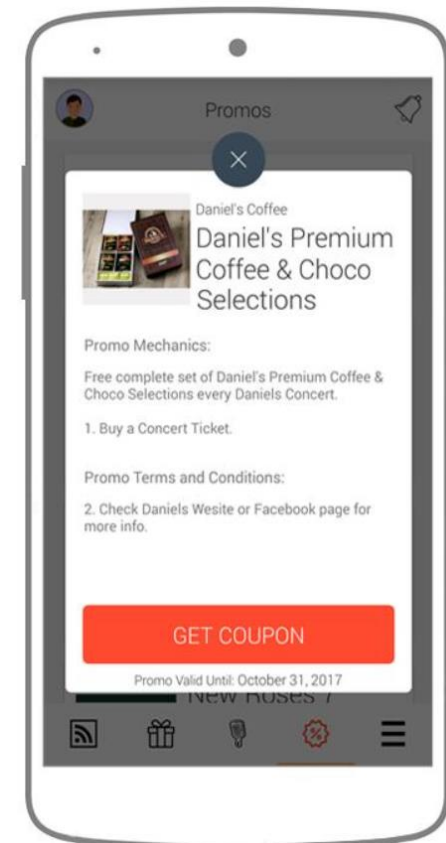 Promos
Daniel's Coffee
Daniel's Premium
Coffee & Choco
Selections
Promo Mechanics:
Free complete set of Daniel's Premium Coffee &
Choco Selections every Daniels Concert.
1. Buy a Concert Ticket.
Promo Terms and Conditions:
2. Check Daniels Wesite or Facebook page for
more info.
GET COUPON
Promo Valid Until: October 31, 2017
New Roses 7